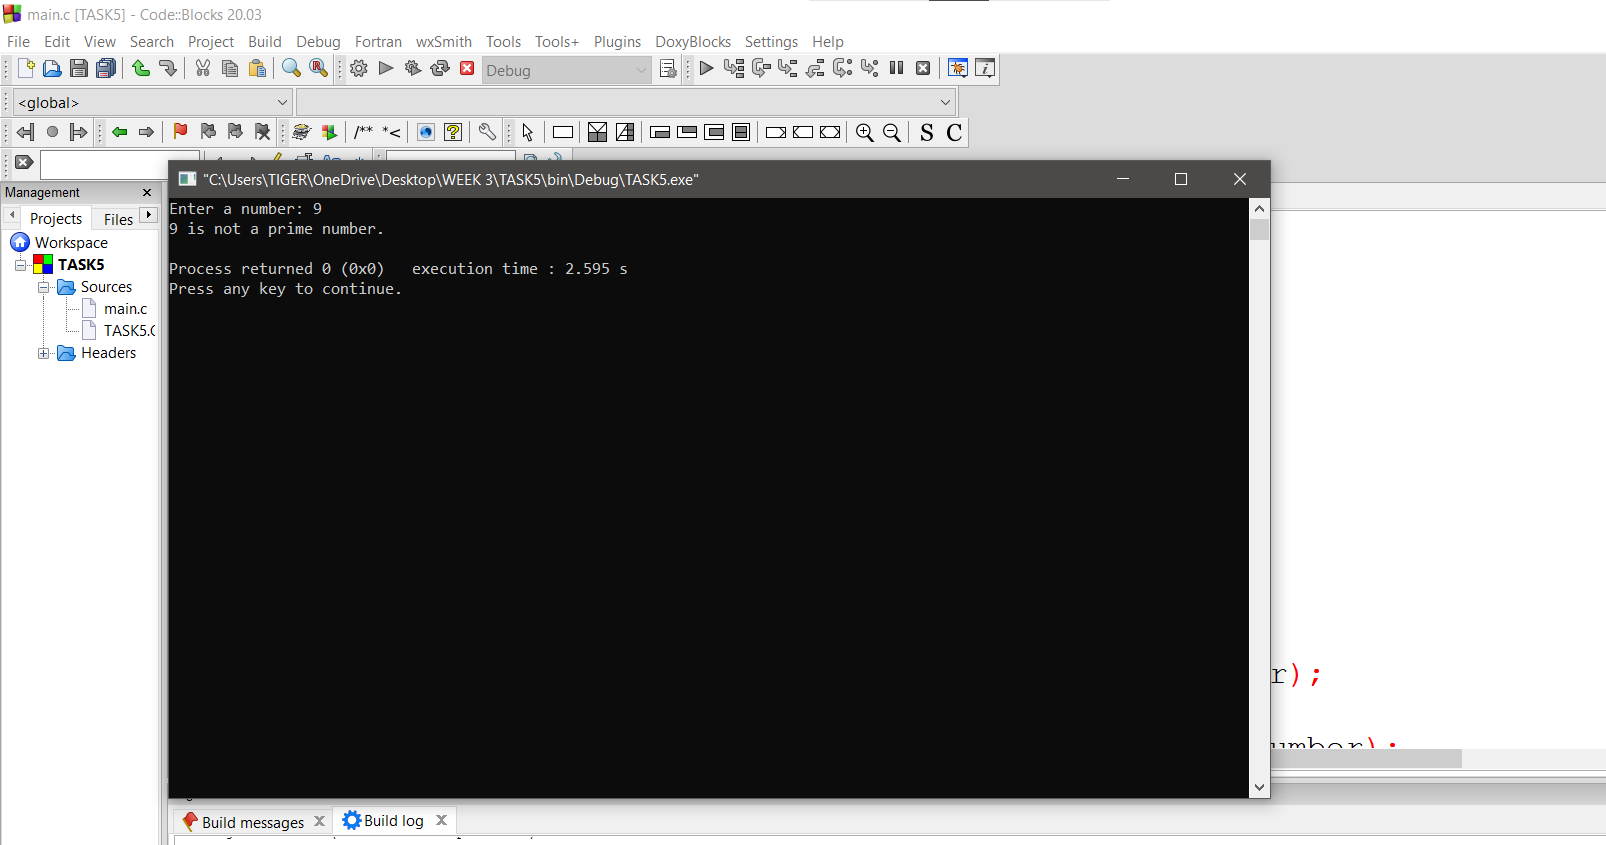 main.c [TASK5] - Code::Blocks 20.03
File Edit View Search Project Build Debug Fortran wxSmith Tools Tools+ Plugins DoxyBlocks Settings Help
Debug
<global>
/** *<
S C
"C:\Users\TIGER\OneDrive\Desktop\WEEK 3\TASK5\bin\Debug\TASK5.exe"
Management
Projects Files
Workspace
TASK5
Sources
main.c
TASK5.
Headers
Enter a number: 9
9 is not a prime number.
Process returned 0 (0x0)   execution time : 2.595 s
Press any key to continue.
r);
umber);
Build messages Build log